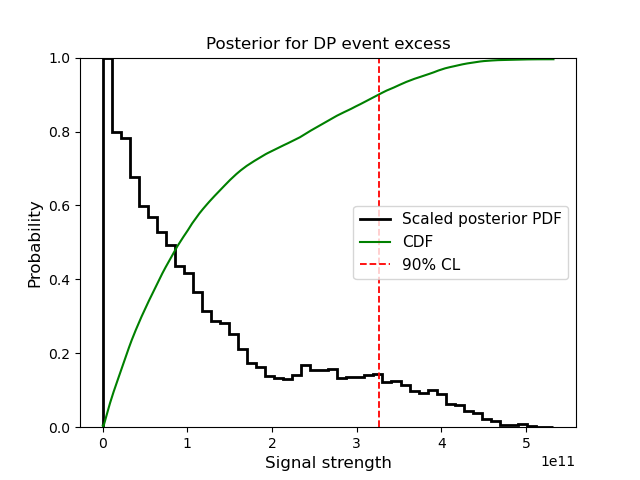 Posterior for DP event excess
Probability
1.0
0.8
0.6
0.4
0.2
0.0
Scaled posterior PDF
CDF
90% CL
0 1 2 3 4 5
1e11
Signal strength